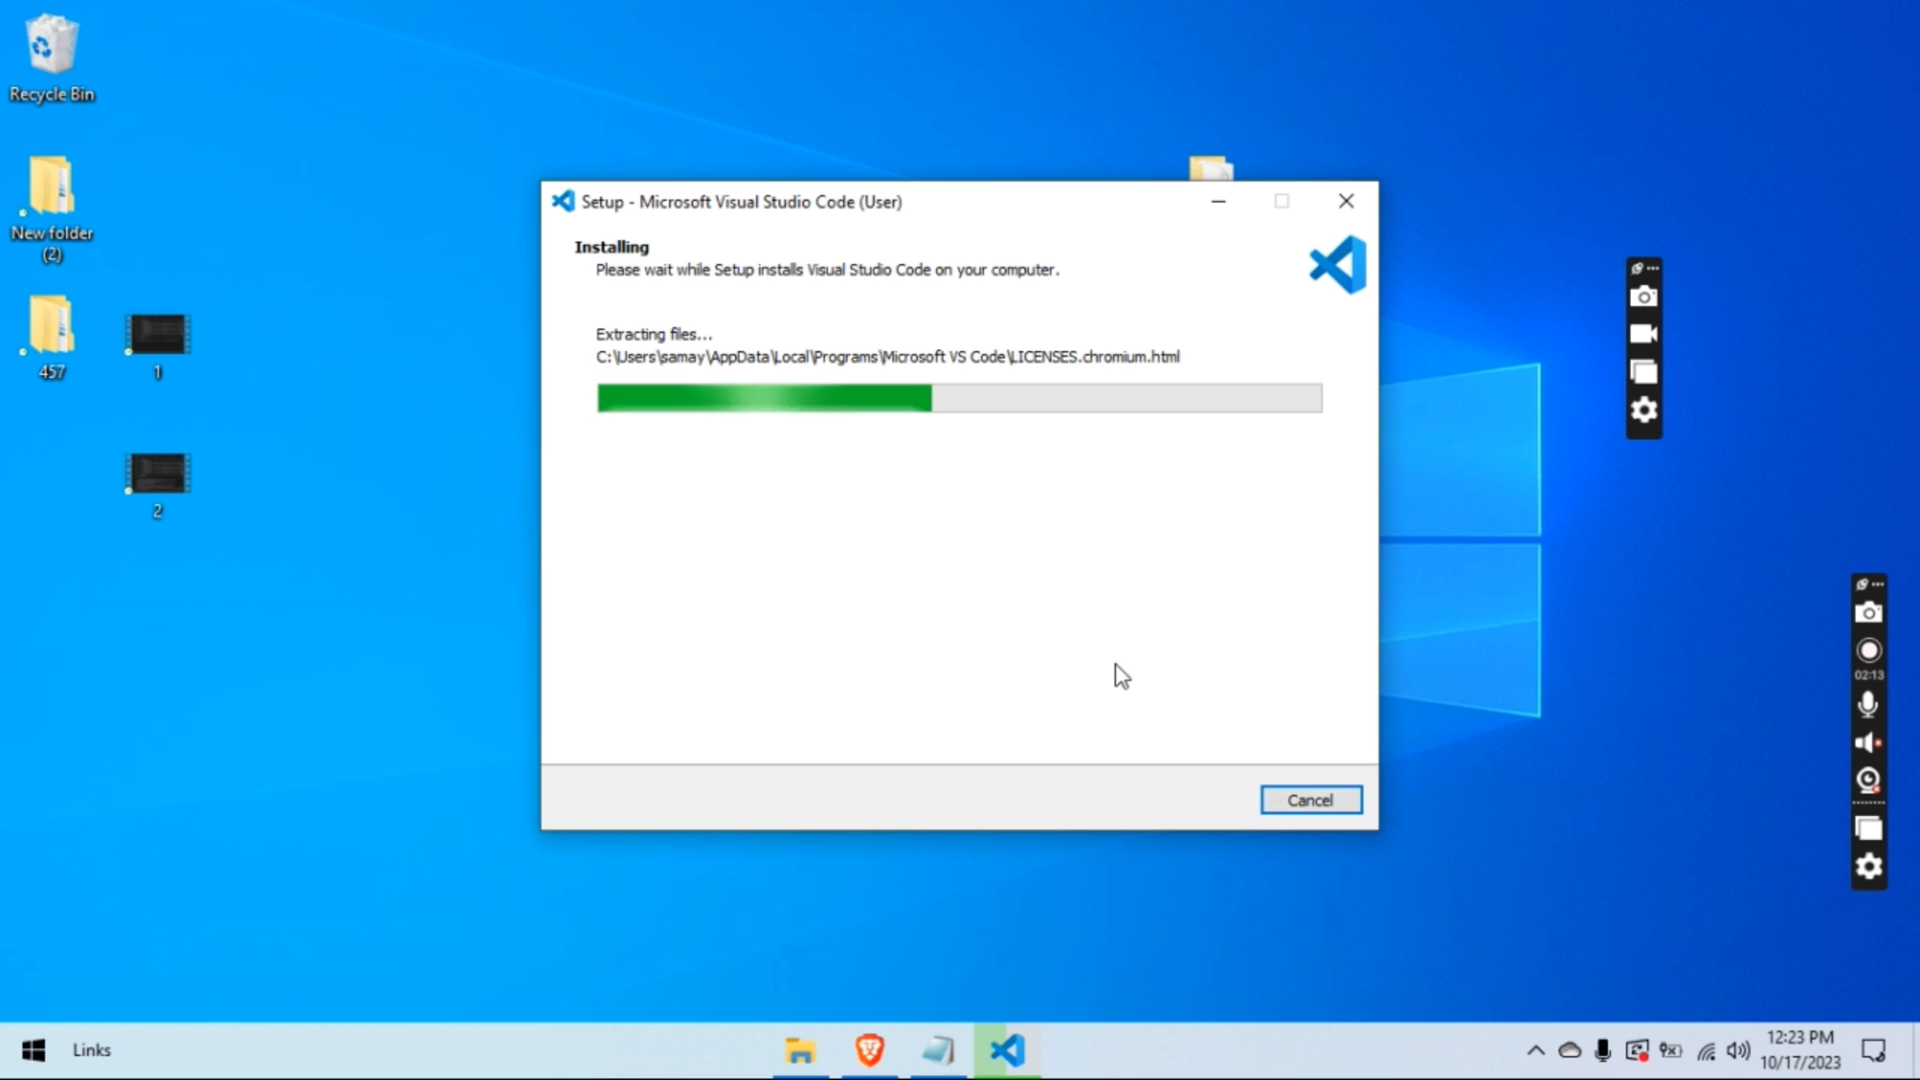 Recycle Bin
New folder
(2)
457
1
2
Setup - Microsoft Visual Studio Code (User)
Installing
Please wait while Setup installs Visual Studio Code on your computer.
Extracting files...
C:\Users\samay\AppData\Local\Programs\Microsoft VS Code\LICENSES.chromium.html
Cancel
02:13
Links
12:23 PM
10/17/2023